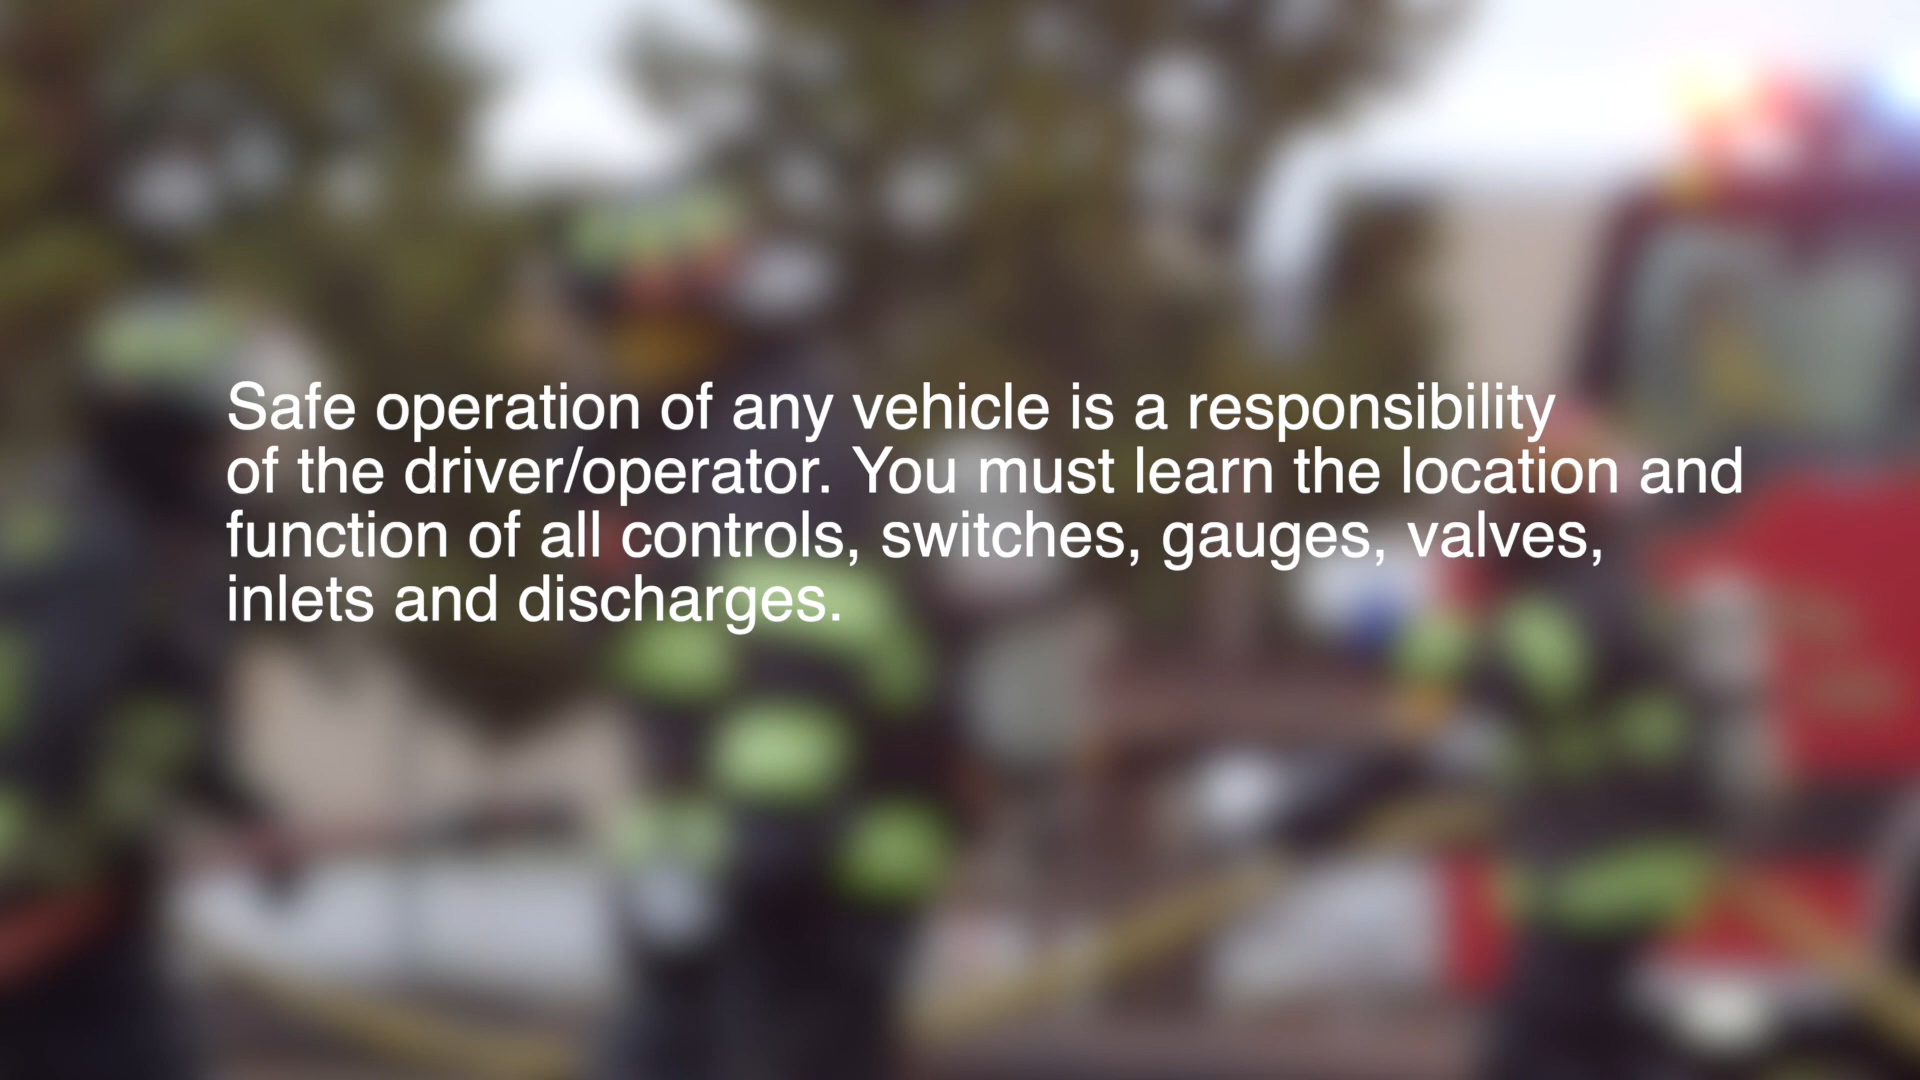 Safe operation of any vehicle is a responsibility
of the driver/operator. You must learn the location and
function of all controls, switches, gauges, valves,
inlets and discharges.